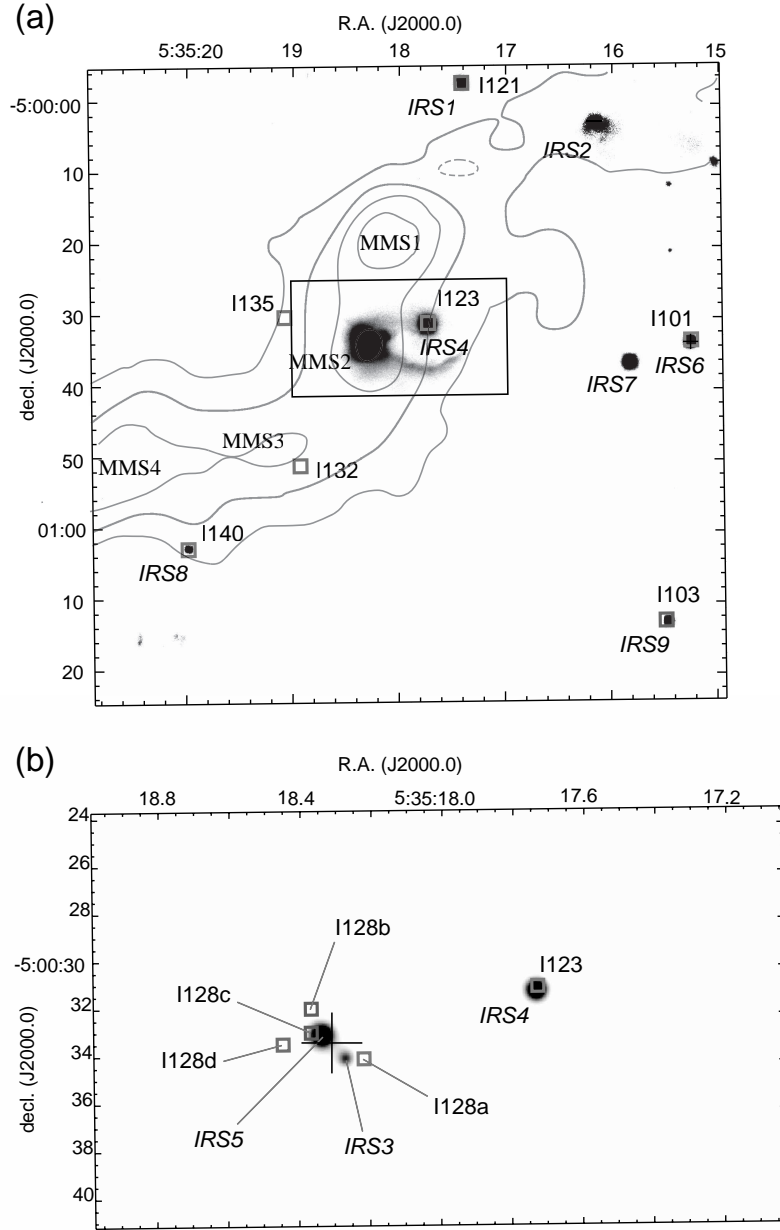 (a)
R.A. (J2000.0)
5:35:20 19 18 17 16 15
-5:00:00
10
20
30
40
50
01:00
10
20
decl. (J2000.0)
I121
IRS1
IRS2
MMS1
I135
I123
IRS4
MMS2
I101
IRS6
IRS7
MMS3
MMS4
I132
I140
IRS8
I103
IRS9
(b)
R.A. (J2000.0)
18.8 18.4 5:35:18.0 17.6 17.2
24
26
28
-5:00:30
32
34
36
38
40
decl. (J2000.0)
I128b
I123
I128c
IRS4
I128d
I128a
IRS5
IRS3